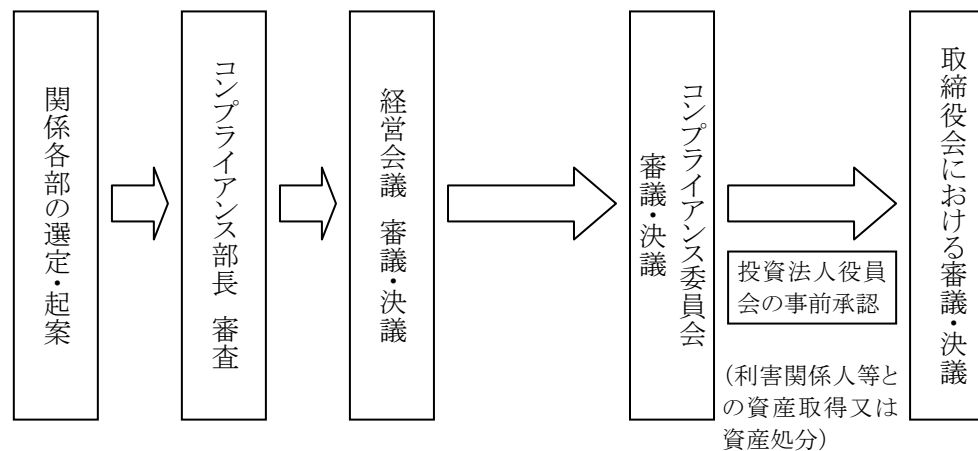 関係各部の選定・起案
コンプライアンス部長 審査
経営会議 審議・決議
コンプライアンス委員会
審議・決議
投資法人役員
会の事前承認
(利害関係人等と
の資産取得又は
資産処分)
取締役会における審議・決議